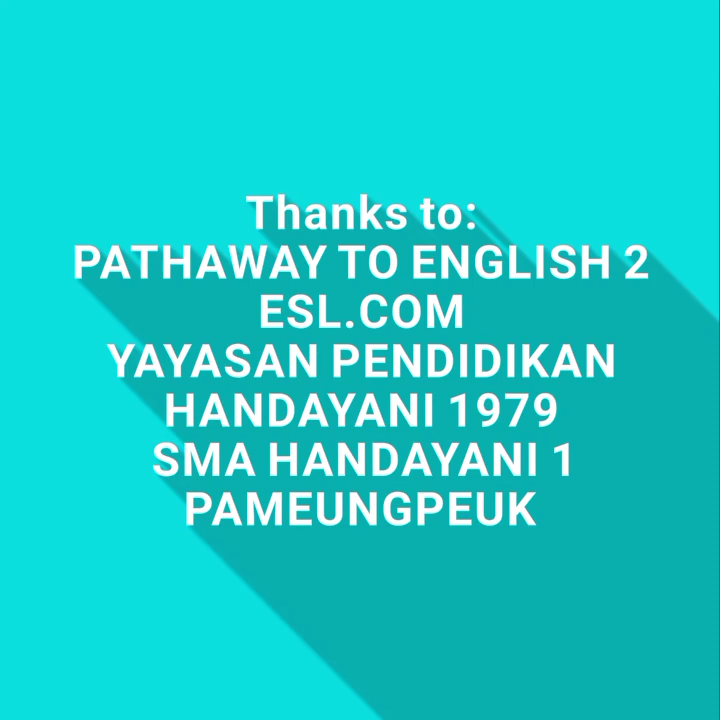 Thanks to:
PATHAWAY TO ENGLISH 2
ESL.COM
YAYASAN PENDIDIKAN
HANDAYANI 1979
SMA HANDAYANI 1
PAMEUNGPEUK